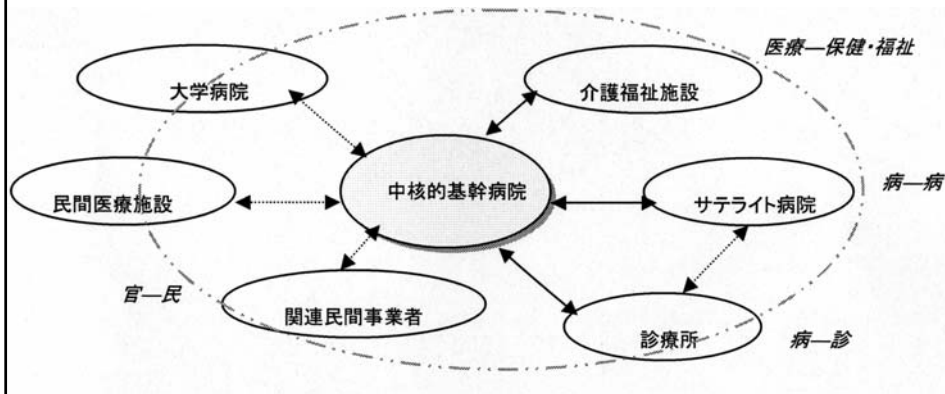 医療―保健・福祉
大学病院
介護福祉施設
中核的基幹病院
病―病
民間医療施設
サテライト病院
官―民
関連民間事業者
診療所
病―診